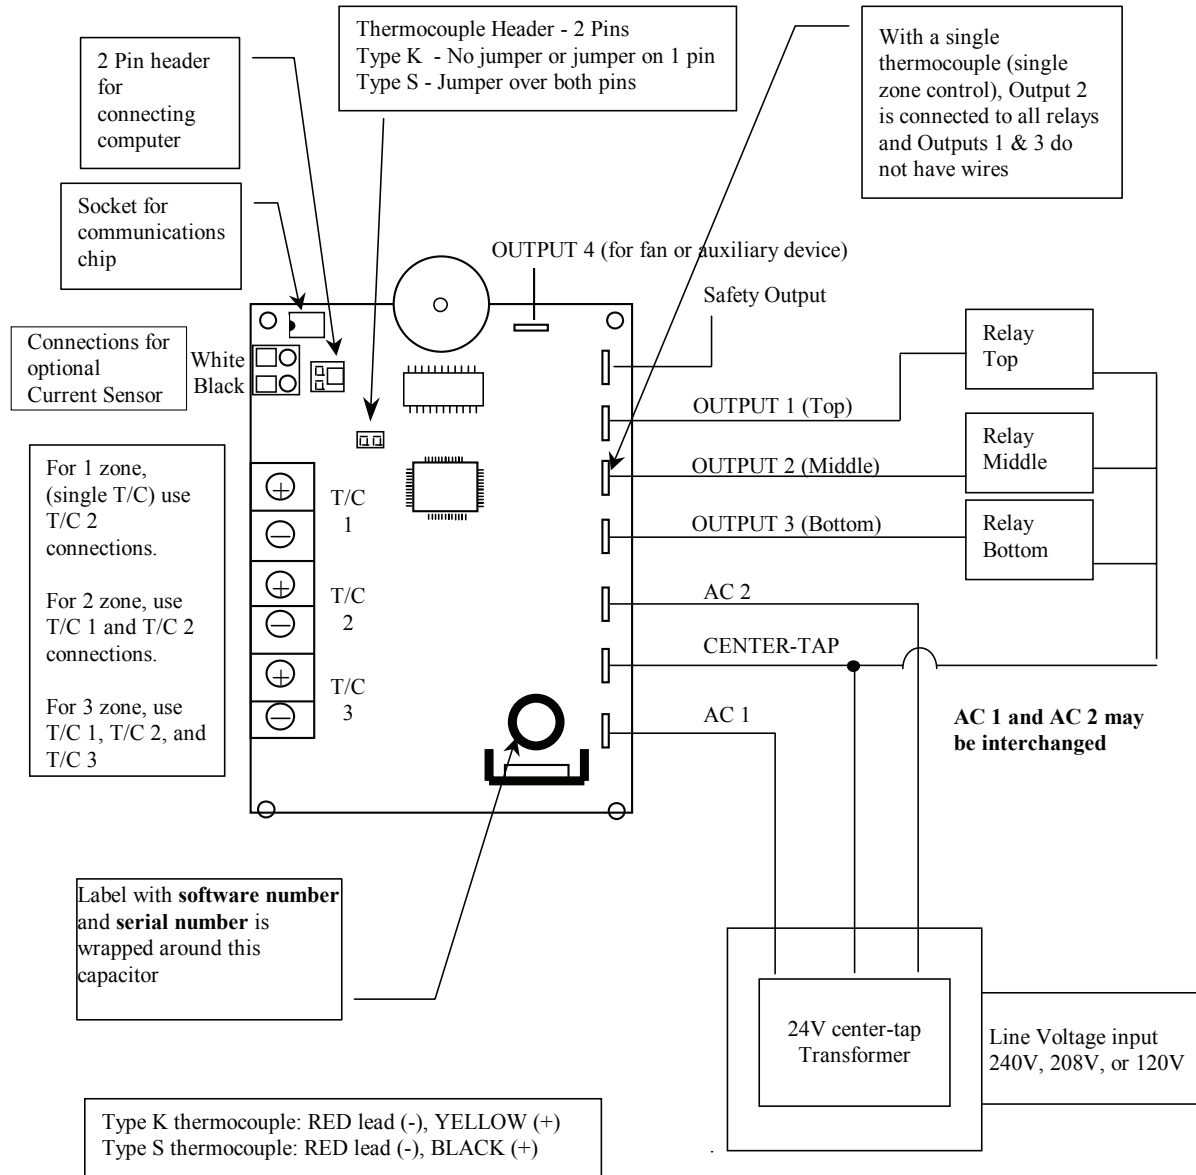 Thermocouple Header - 2 Pins
Type K  - No jumper or jumper on 1 pin
Type S - Jumper over both pins
2 Pin header
for
connecting
computer
With a single
thermocouple (single
zone control), Output 2
is connected to all relays
and Outputs 1 & 3 do
not have wires
Socket for
communications
chip
OUTPUT 4 (for fan or auxiliary device)
Safety Output
Connections for
optional
Current Sensor
White
Black
Relay
Top
OUTPUT 1 (Top)
Relay
Middle
OUTPUT 2 (Middle)
Relay
Bottom
OUTPUT 3 (Bottom)
For 1 zone,
(single T/C) use
T/C 2
connections.
For 2 zone, use
T/C 1 and T/C 2
connections.
For 3 zone, use
T/C 1, T/C 2, and
T/C 3
+
−
+
−
+
−
T/C
1
T/C
2
T/C
3
AC 2
CENTER-TAP
AC 1
AC 1 and AC 2 may
be interchanged
Label with software number
and serial number is
wrapped around this
capacitor
24V center-tap
Transformer
Line Voltage input
240V, 208V, or 120V
Type K thermocouple: RED lead (-), YELLOW (+)
Type S thermocouple: RED lead (-), BLACK (+)